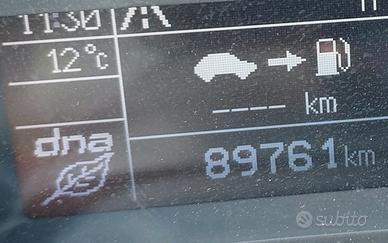 11:30
12°c
---- km
dna
89761 km
subito